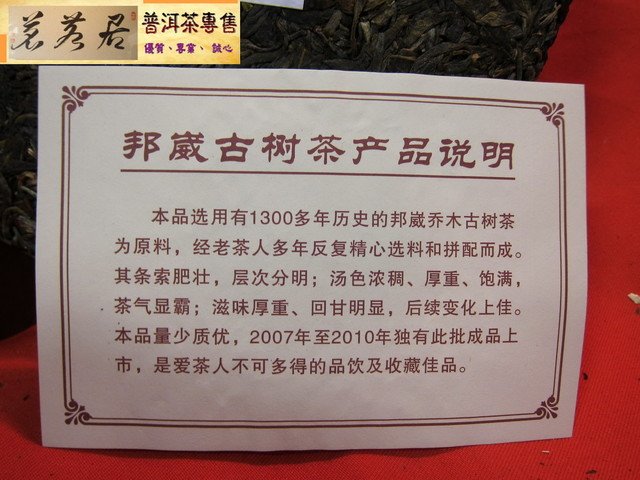 茗茗居
普洱茶專售
優質、專業、誠心
邦崴古树茶产品说明
本品选用有1300多年历史的邦崴乔木古树茶
为原料，经老茶人多年反复精心选料和拼配而成。
其条索肥壮，层次分明；汤色浓稠、厚重、饱满，
茶气显霸；滋味厚重、回甘明显，后续变化上佳。
本品量少质优，2007年至2010年独有此批成品上
市，是爱茶人不可多得的品饮及收藏佳品。